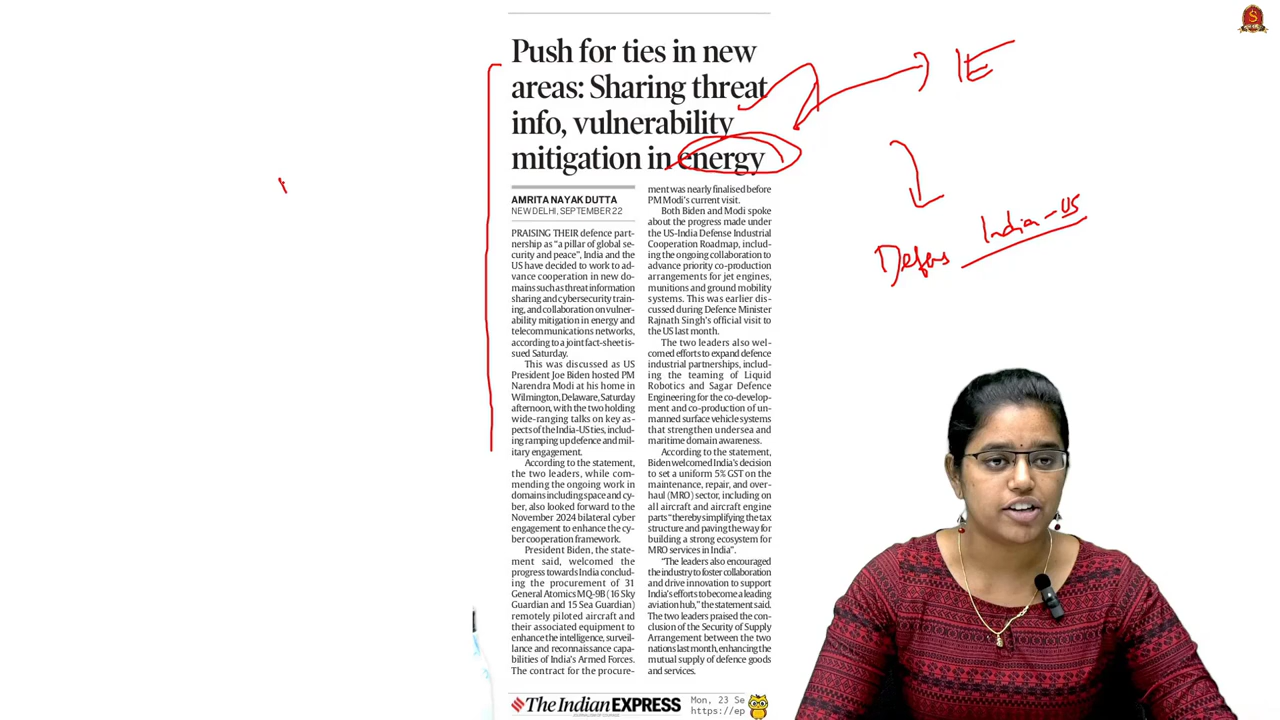 Push for ties in new
areas: Sharing threat
info, vulnerability
mitigation in energy
AMRITA NAYAK DUTTA
NEW DELHI, SEPTEMBER 22
PRAISING THEIR defence part-
nership as “a pillar of global se-
curity and peace”, India and the
US have decided to work to ad-
vance cooperation in new do-
mains such as threat information
sharing and cybersecurity train-
ing, and collaboration on vulner-
ability mitigation in energy and
telecommunications networks,
according to a joint fact-sheet is-
sued Saturday.
This was discussed as US
President Joe Biden hosted PM
Narendra Modi at his home in
Wilmington, Delaware, Saturday
afternoon, with the two holding
wide-ranging talks on key as-
pects of the India-US ties, includ-
ing ramping up defence and mil-
itary engagement.
According to the statement,
the two leaders, while com-
mending the ongoing work in
domains including space and cy-
ber, also looked forward to the
November 2024 bilateral cyber
engagement to enhance the cy-
ber cooperation framework.
President Biden, the state-
ment said, welcomed the
progress towards India conclud-
ing the procurement of 31
General Atomics MQ-9B (16 Sky
Guardian and 15 Sea Guardian)
remotely piloted aircraft and
their associated equipment to
enhance the intelligence, surveil-
lance and reconnaissance capa-
bilities of India's Armed Forces.
The contract for the procure-
ment was nearly finalised before
PM Modi's current visit.
Both Biden and Modi spoke
about the progress made under
the US-India Defense Industrial
Cooperation Roadmap, includ-
ing the ongoing collaboration to
advance priority co-production
arrangements for jet engines,
munitions and ground mobility
systems. This was earlier dis-
cussed during Defence Minister
Rajnath Singh's official visit to
the US last month.
The two leaders also wel-
comed efforts to expand defence
industrial partnerships, includ-
ing the teaming of Liquid
Robotics and Sagar Defence
Engineering for the co-develop-
ment and co-production of un-
manned surface vehicle systems
that strengthen undersea and
maritime domain awareness.
According to the statement,
Biden welcomed India's decision
to set a uniform 5% GST on the
maintenance, repair, and over-
haul (MRO) sector, including on
all aircraft and aircraft engine
parts “thereby simplifying the tax
structure and paving the way for
building a strong ecosystem for
MRO services in India”.
“The leaders also encouraged
the industry to foster collaboration
and drive innovation to support
India's efforts to become a leading
aviation hub,” the statement said.
The two leaders praised the con-
clusion of the Security of Supply
Arrangement between the two
nations last month, enhancing the
mutual supply of defence goods
and services.
The Indian EXPRESS
Mon, 23 Se
https://ep
IE
India-US
Defens